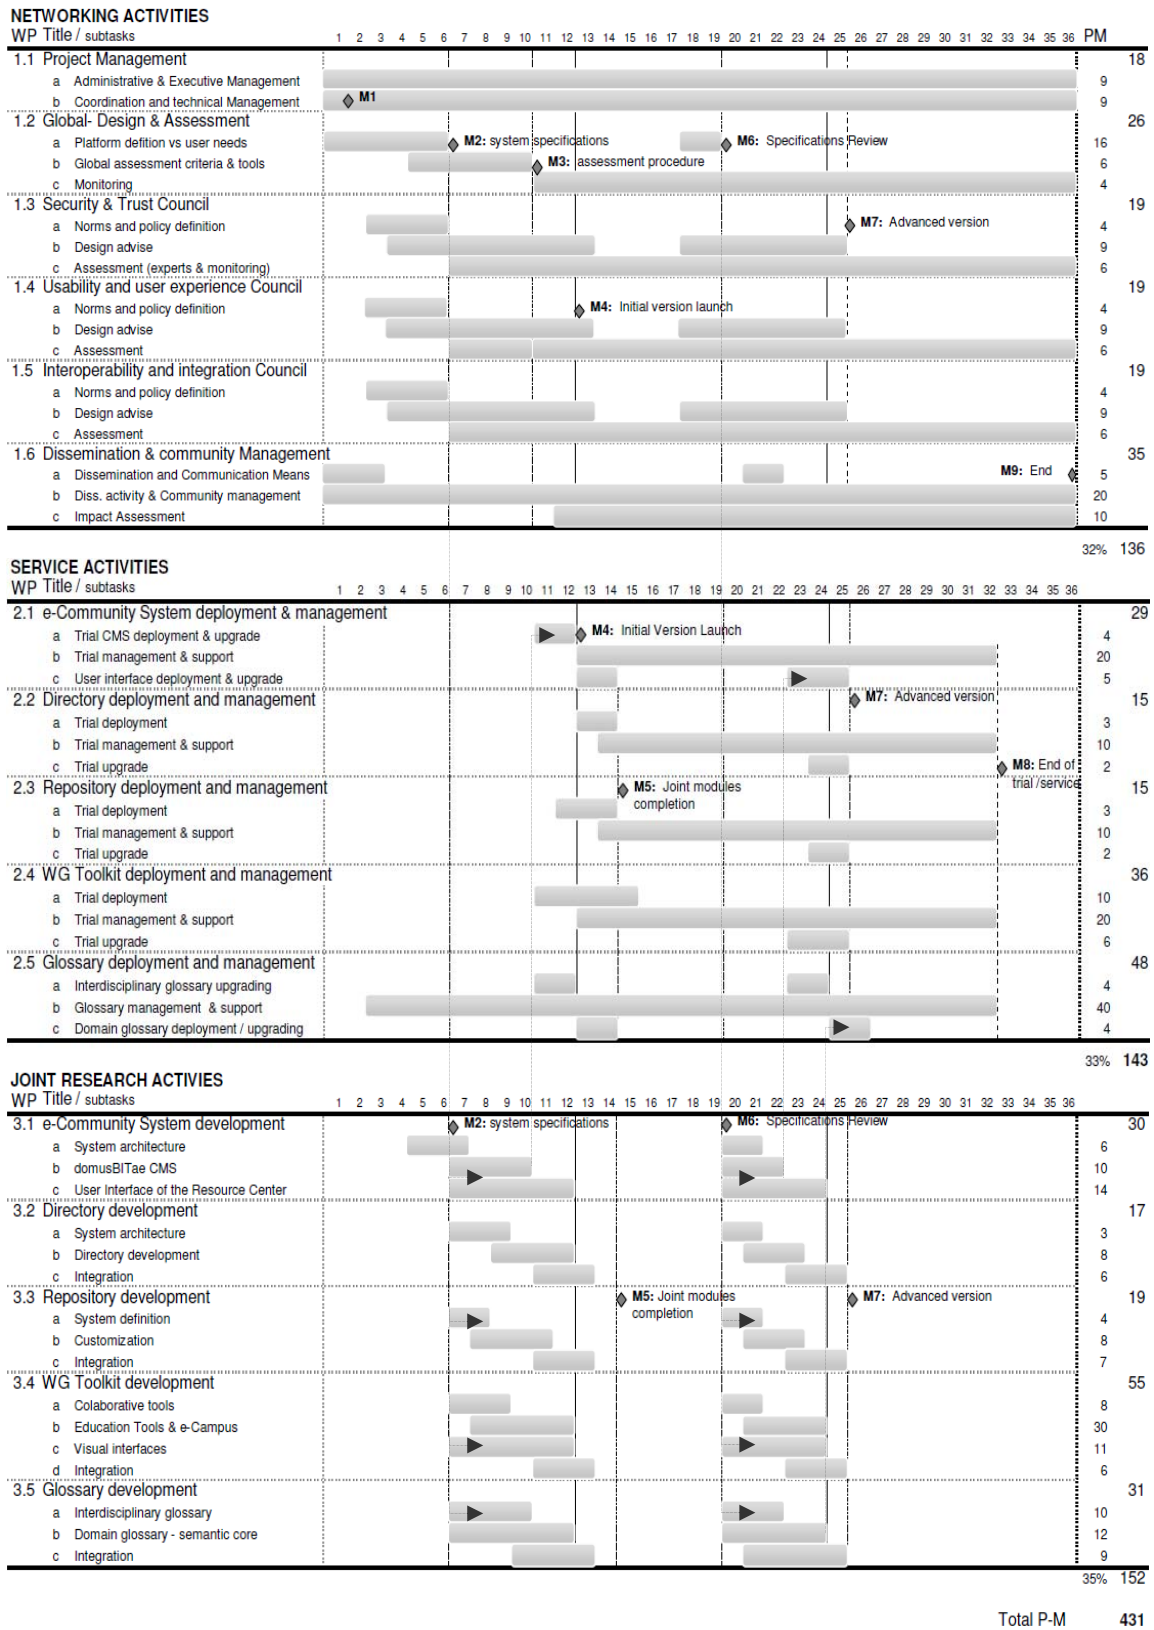 NETWORKING ACTIVITIES
WP Title / subtasks 1 2 3 4 5 6 7 8 9 10 11 12 13 14 15 16 17 18 19 20 21 22 23 24 25 26 27 28 29 30 31 32 33 34 35 36 PM
1.1 Project Management 18
a Administrative & Executive Management 9
b Coordination and technical Management M1 9
1.2 Global- Design & Assessment 26
a Platform defition vs user needs M2: system specifications M6: Specifications Review 16
b Global assessment criteria & tools M3: assessment procedure 6
c Monitoring 4
1.3 Security & Trust Council 19
a Norms and policy definition M7: Advanced version 4
b Design advise 9
c Assessment (experts & monitoring) 6
1.4 Usability and user experience Council 19
a Norms and policy definition M4: Initial version launch 4
b Design advise 9
c Assessment 6
1.5 Interoperability and integration Council 19
a Norms and policy definition 4
b Design advise 9
c Assessment 6
1.6 Dissemination & community Management 35
a Dissemination and Communication Means M9: End 5
b Diss. activity & Community management 20
c Impact Assessment 10
32% 136
SERVICE ACTIVITIES
WP Title / subtasks 1 2 3 4 5 6 7 8 9 10 11 12 13 14 15 16 17 18 19 20 21 22 23 24 25 26 27 28 29 30 31 32 33 34 35 36
2.1 e-Community System deployment & management 29
a Trial CMS deployment & upgrade M4: Initial Version Launch 4
b Trial management & support 20
c User interface deployment & upgrade 5
2.2 Directory deployment and management M7: Advanced version 15
a Trial deployment 3
b Trial management & support 10
c Trial upgrade M8: End of 2
trial /service
2.3 Repository deployment and management M5: Joint modules 15
completion
a Trial deployment 3
b Trial management & support 10
c Trial upgrade 2
2.4 WG Toolkit deployment and management 36
a Trial deployment 10
b Trial management & support 20
c Trial upgrade 6
2.5 Glossary deployment and management 48
a Interdisciplinary glossary upgrading 4
b Glossary management & support 40
c Domain glossary deployment / upgrading 4
33% 143
JOINT RESEARCH ACTIVIES
WP Title / subtasks 1 2 3 4 5 6 7 8 9 10 11 12 13 14 15 16 17 18 19 20 21 22 23 24 25 26 27 28 29 30 31 32 33 34 35 36
3.1 e-Community System development M2: system specifications M6: Specifications Review 30
a System architecture 6
b domusBITae CMS 10
c User Interface of the Resource Center 14
3.2 Directory development 17
a System architecture 3
b Directory development 8
c Integration 6
3.3 Repository development M5: Joint modules M7: Advanced version 19
completion
a System definition 4
b Customization 8
c Integration 7
3.4 WG Toolkit development 55
a Colaborative tools 8
b Education Tools & e-Campus 30
c Visual interfaces 11
d Integration 6
3.5 Glossary development 31
a Interdisciplinary glossary 10
b Domain glossary - semantic core 12
c Integration 9
35% 152
Total P-M 431